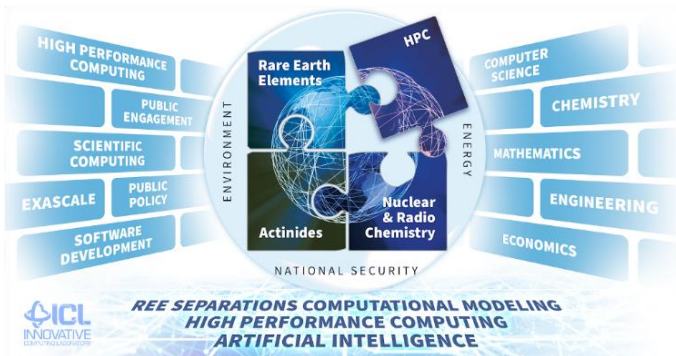 HIGH PERFORMANCE
COMPUTING
PUBLIC
ENGAGEMENT
SCIENTIFIC
COMPUTING
EXASCALE
PUBLIC
POLICY
SOFTWARE
DEVELOPMENT
ENVIRONMENT
Rare Earth
Elements
HPC
Actinides
Nuclear
& Radio
Chemistry
ENERGY
NATIONAL SECURITY
COMPUTER
SCIENCE
CHEMISTRY
MATHEMATICS
ENGINEERING
ECONOMICS
ICL
INNOVATIVE
COMPUTING LABORATORY
REE SEPARATIONS COMPUTATIONAL MODELING
HIGH PERFORMANCE COMPUTING
ARTIFICIAL INTELLIGENCE